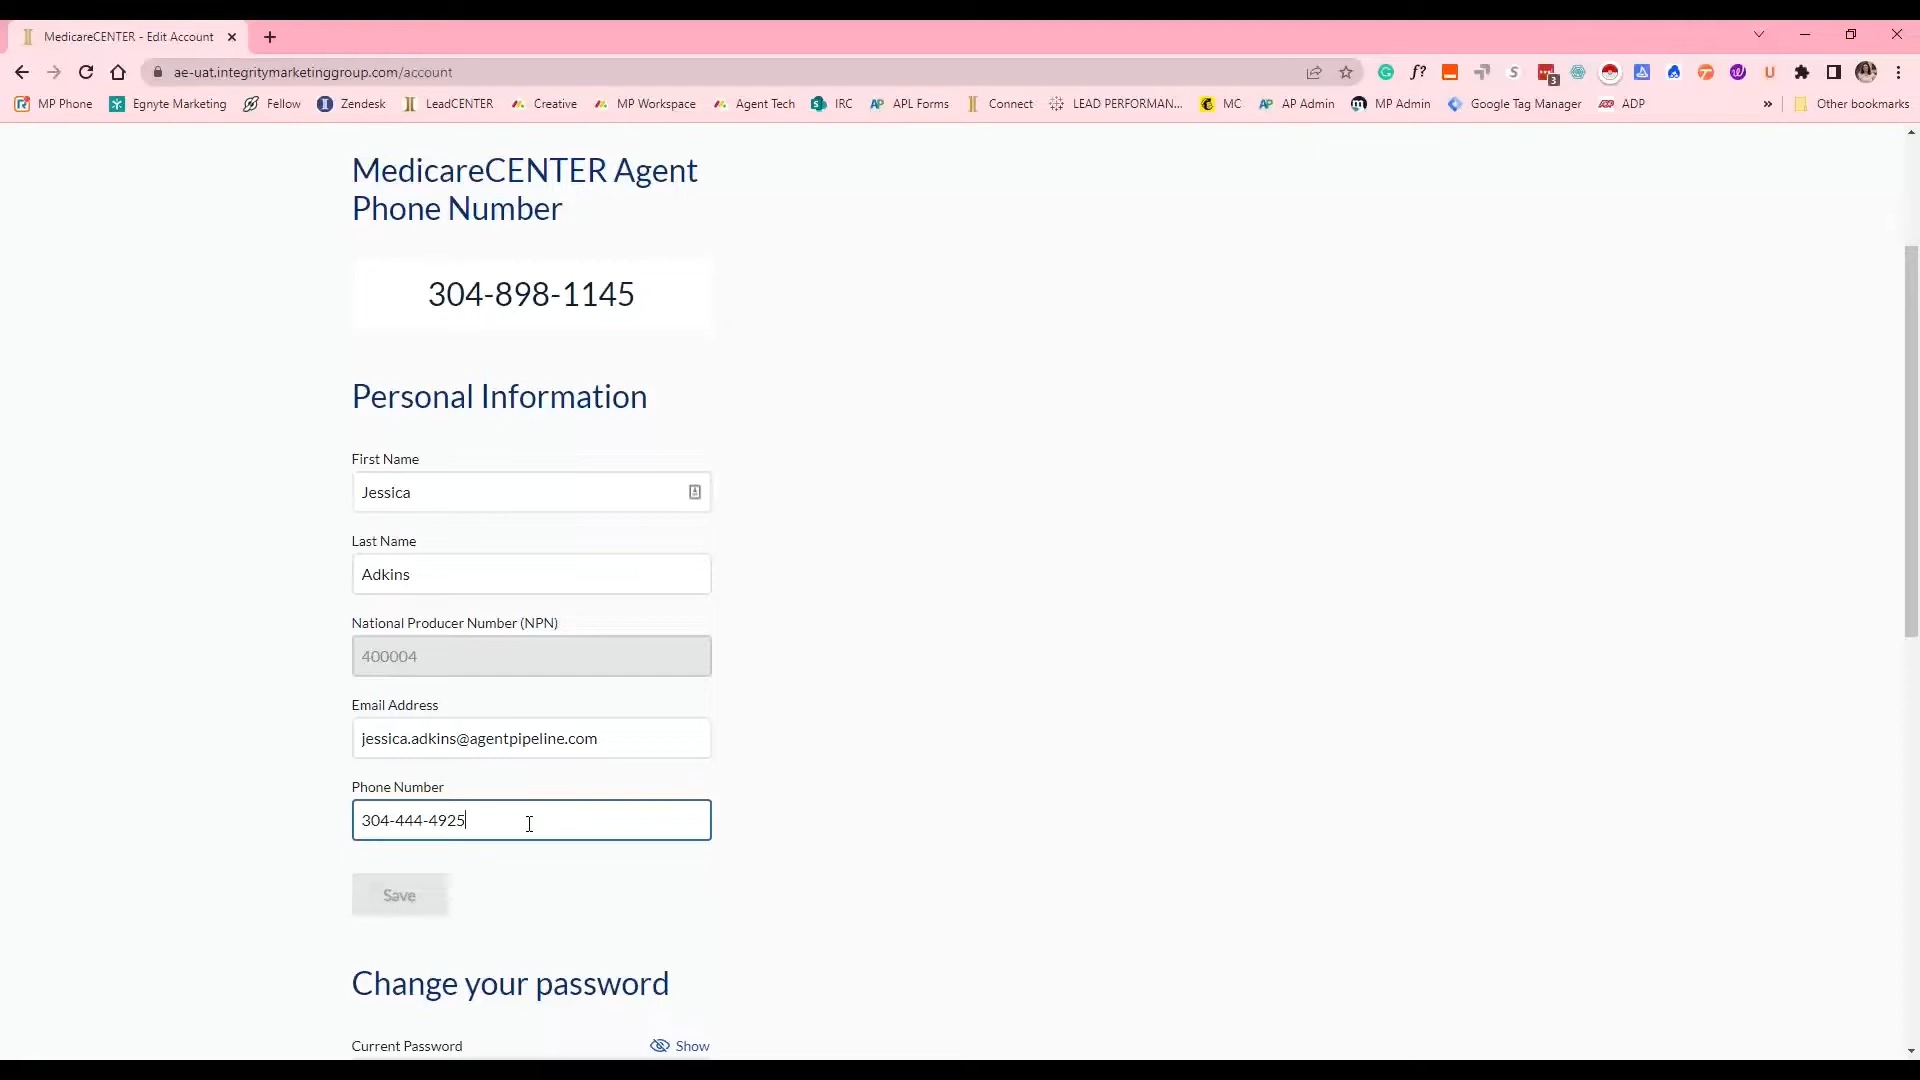 MedicareCENTER - Edit Account
ae-uat.integritymarketinggroup.com/account
MP Phone Egnyte Marketing Fellow Zendesk LeadCENTER Creative MP Workspace Agent Tech IRC APL Forms Connect LEAD PERFORMAN... MC AP Admin MP Admin Google Tag Manager ADP » Other bookmarks
MedicareCENTER Agent
Phone Number
304-898-1145
Personal Information
First Name
Jessica
Last Name
Adkins
National Producer Number (NPN)
400004
Email Address
jessica.adkins@agentpipeline.com
Phone Number
304-444-4925
Save
Change your password
Current Password Show